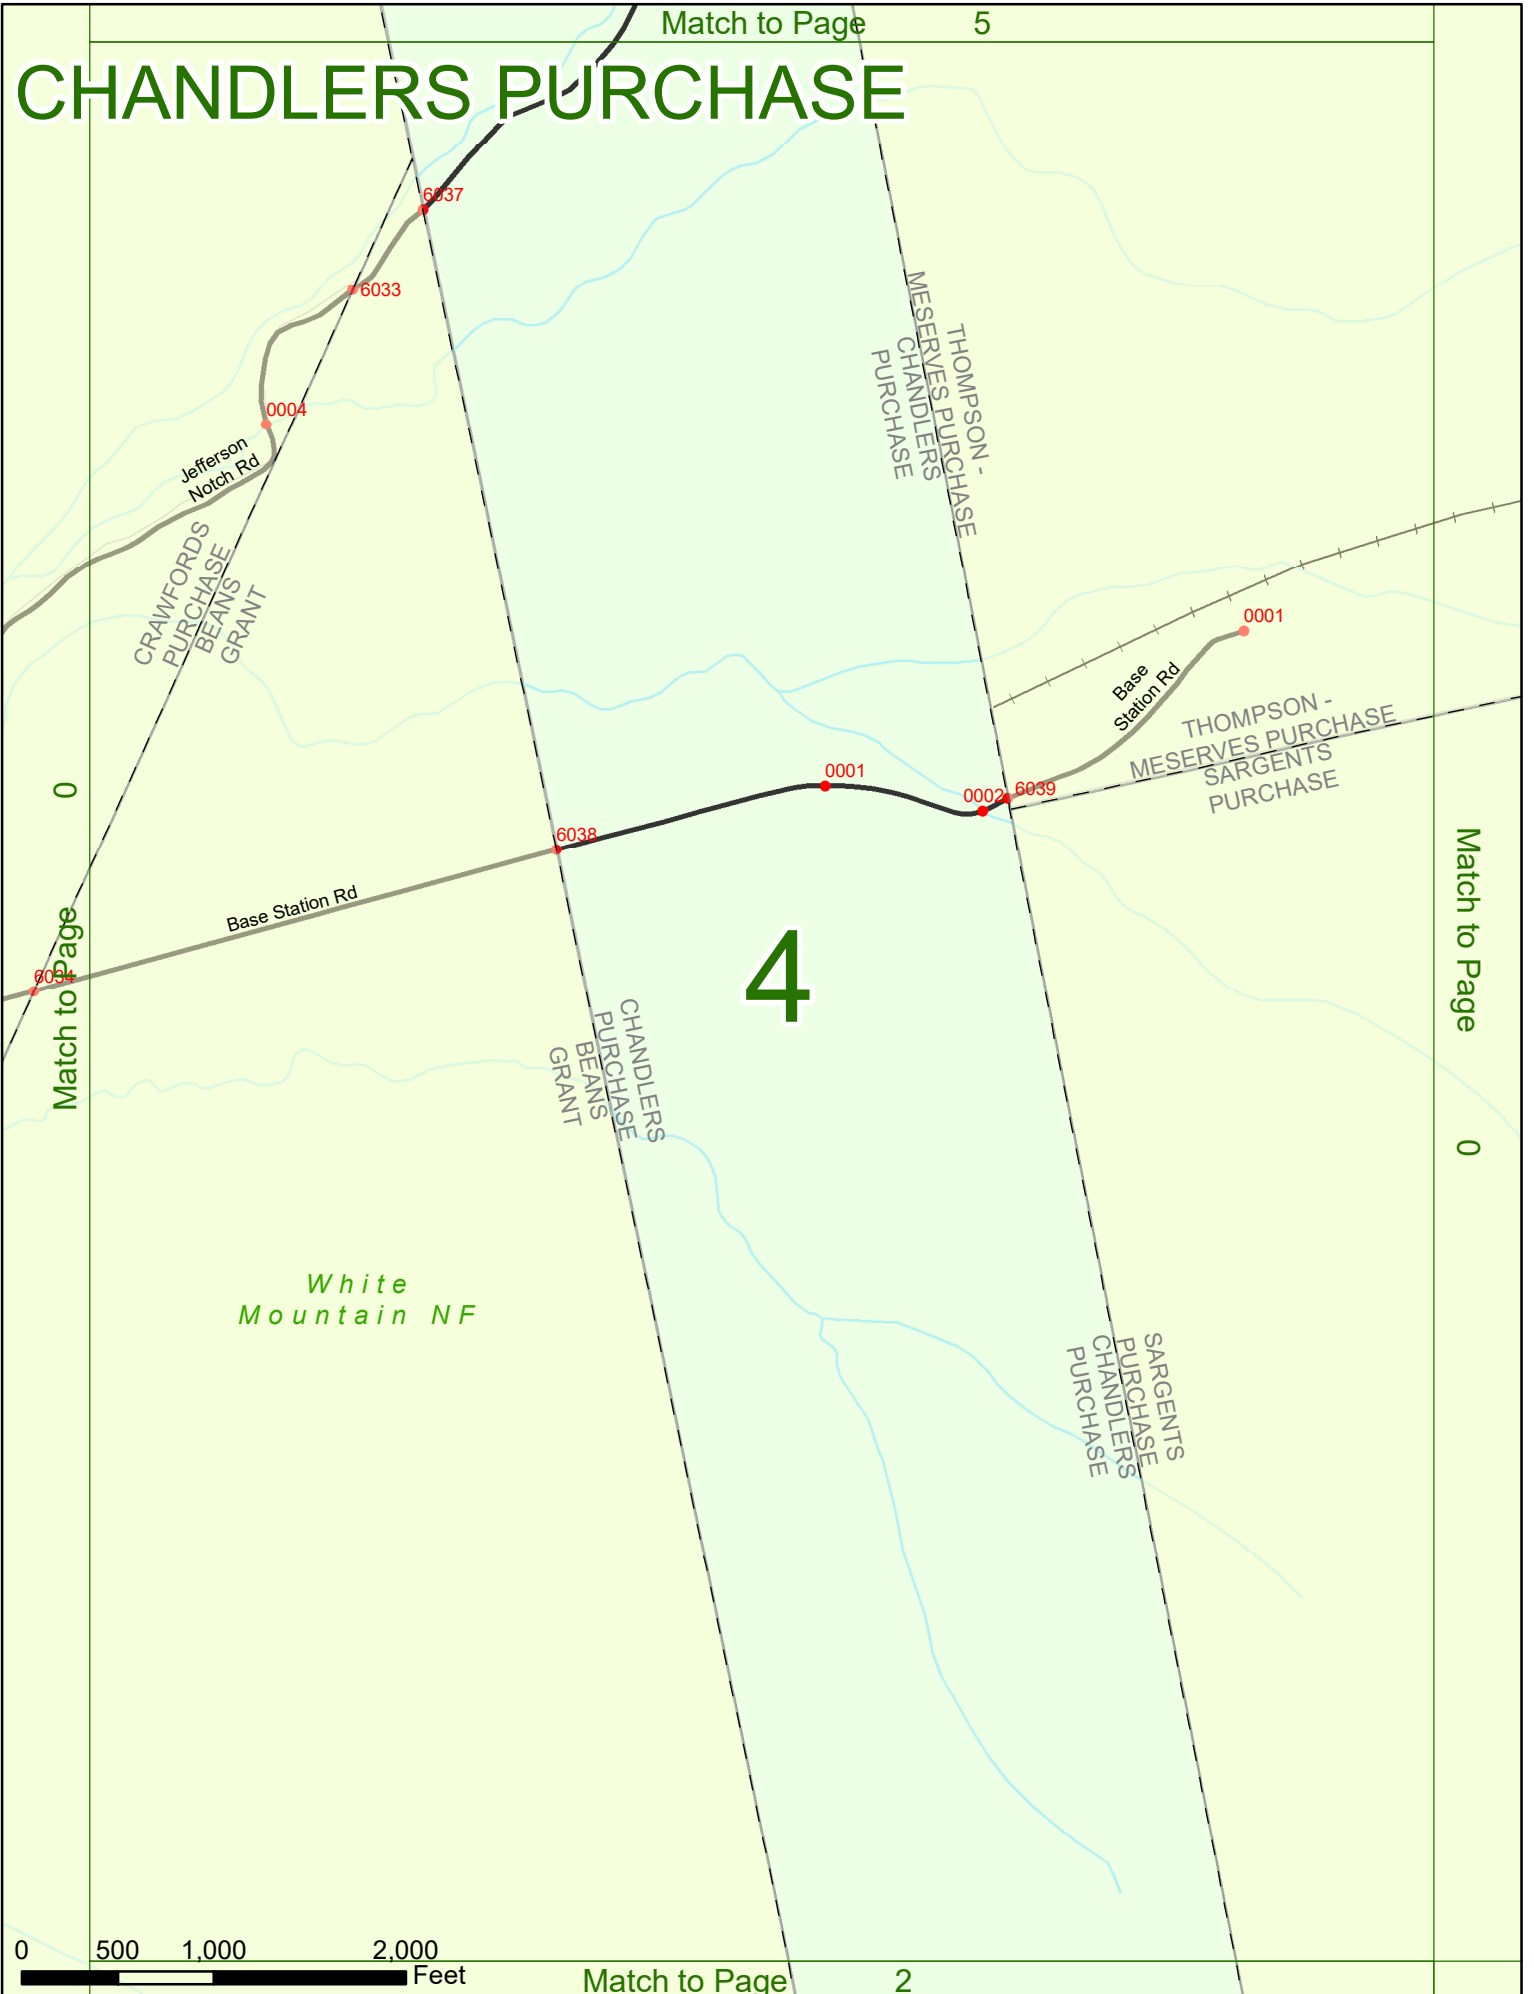 Match to Page 5
CHANDLERS PURCHASE
6037
6033
0004
Jefferson
Notch Rd
CRAWFORDS
PURCHASE
BEANS
GRANT
THOMPSON -
MESERVES PURCHASE
CHANDLERS
PURCHASE
0001
Base
Station Rd
THOMPSON -
MESERVES PURCHASE
SARGENTS
PURCHASE
0001
0002
6039
6038
Base Station Rd
6034
Match to Page 0
Match to Page 0
4
CHANDLERS
PURCHASE
BEANS
GRANT
White
Mountain NF
SARGENTS
PURCHASE
CHANDLERS
PURCHASE
0 500 1,000 2,000
Feet
Match to Page 2